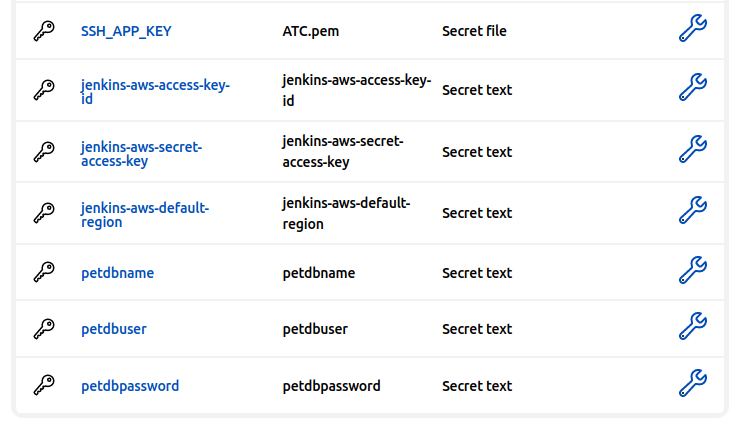 SSH_APP_KEY ATC.pem Secret file
jenkins-aws-access-key-
id
jenkins-aws-access-key-
id
Secret text
jenkins-aws-secret-
access-key
jenkins-aws-secret-
access-key
Secret text
jenkins-aws-default-
region
jenkins-aws-default-
region
Secret text
petdbname petdbname Secret text
petdbuser petdbuser Secret text
petdbpassword petdbpassword Secret text